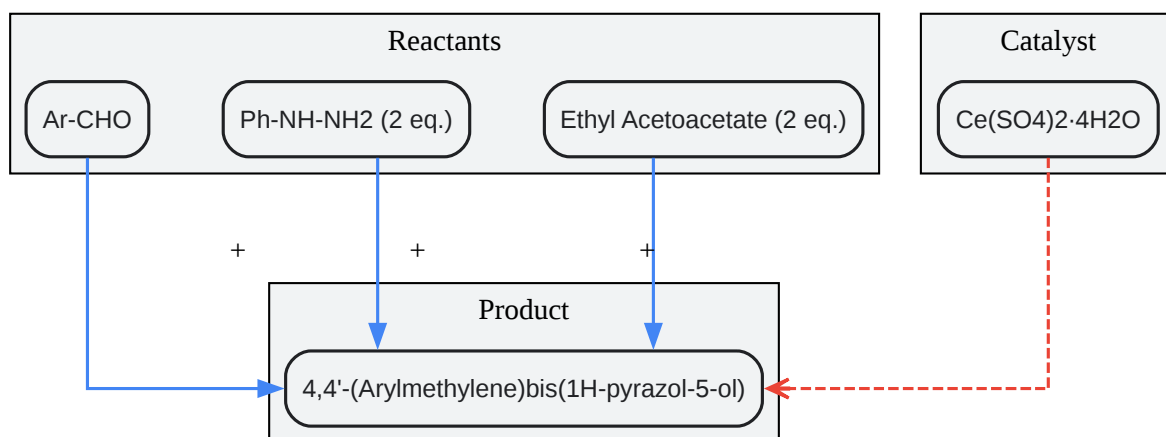 Reactants
Catalyst
Ar-CHO
Ph-NH-NH2 (2 eq.)
Ethyl Acetoacetate (2 eq.)
Ce(SO4)2·4H2O
+
+
+
Product
4,4'-(Arylmethylene)bis(1H-pyrazol-5-ol)